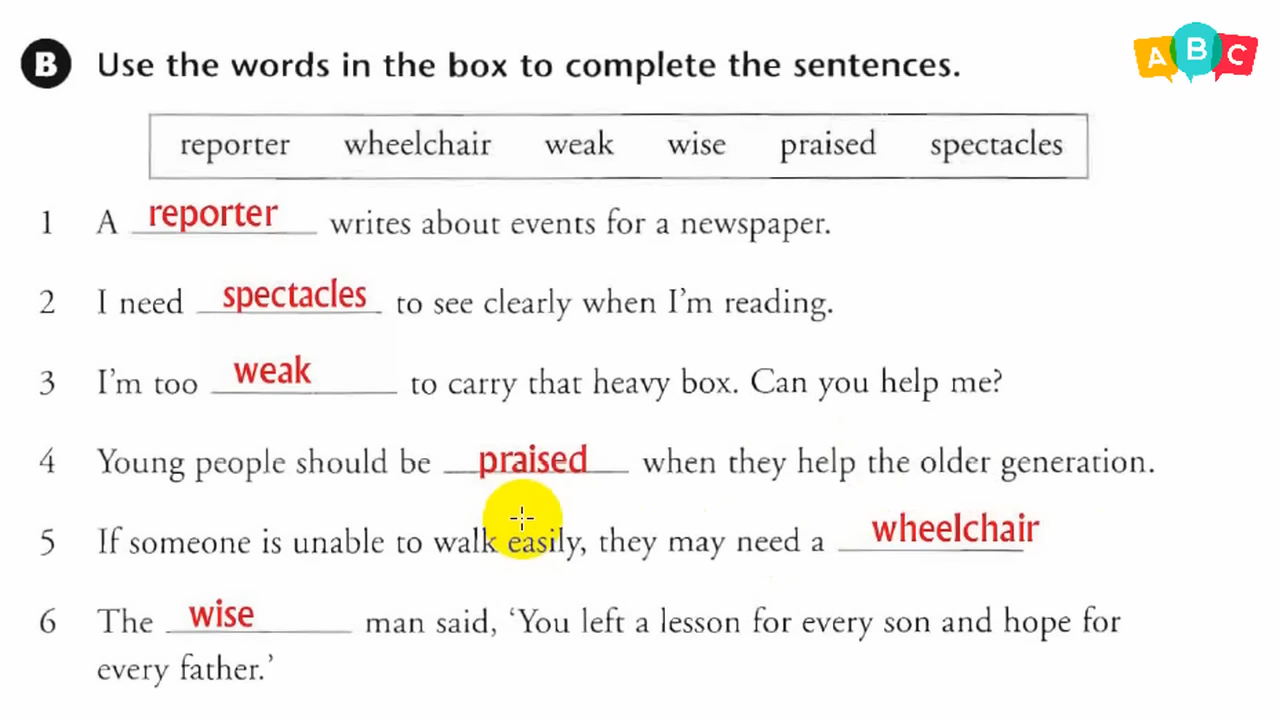 B Use the words in the box to complete the sentences.
A B C
reporter wheelchair weak wise praised spectacles
1 A reporter writes about events for a newspaper.
2 I need spectacles to see clearly when I'm reading.
3 I'm too weak to carry that heavy box. Can you help me?
4 Young people should be praised when they help the older generation.
5 If someone is unable to walk easily, they may need a wheelchair
6 The wise man said, ‘You left a lesson for every son and hope for
every father.’